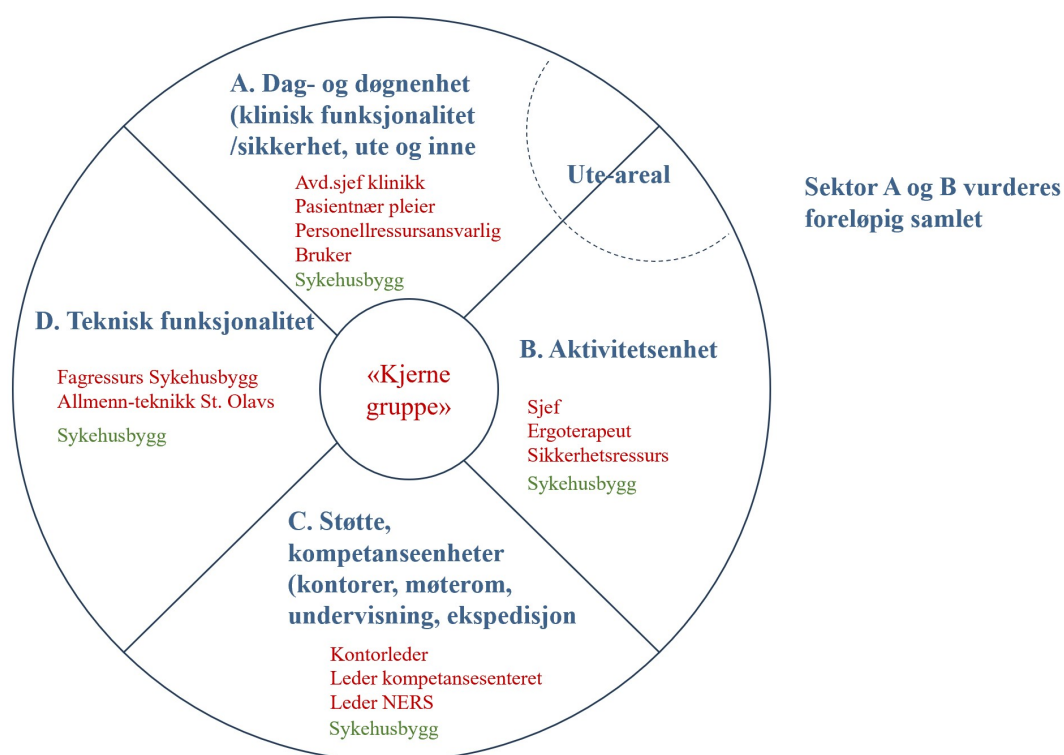 A. Dag- og døgnenhet
(klinisk funksjonalitet
/sikkerhet, ute og inne
Avd.sjef klinikk
Pasientnær pleier
Personellressursansvarlig
Bruker
Sykehusbygg
Ute-areal
Sektor A og B vurderes
foreløpig samlet
D. Teknisk funksjonalitet
Fagressurs Sykehusbygg
Allmenn-teknikk St. Olavs
Sykehusbygg
«Kjerne
gruppe»
B. Aktivitetsenhet
Sjef
Ergoterapeut
Sikkerhetsressurs
Sykehusbygg
C. Støtte,
kompetanseenheter
(kontorer, møterom,
undervisning, ekspedisjon
Kontorleder
Leder kompetansesenteret
Leder NERS
Sykehusbygg